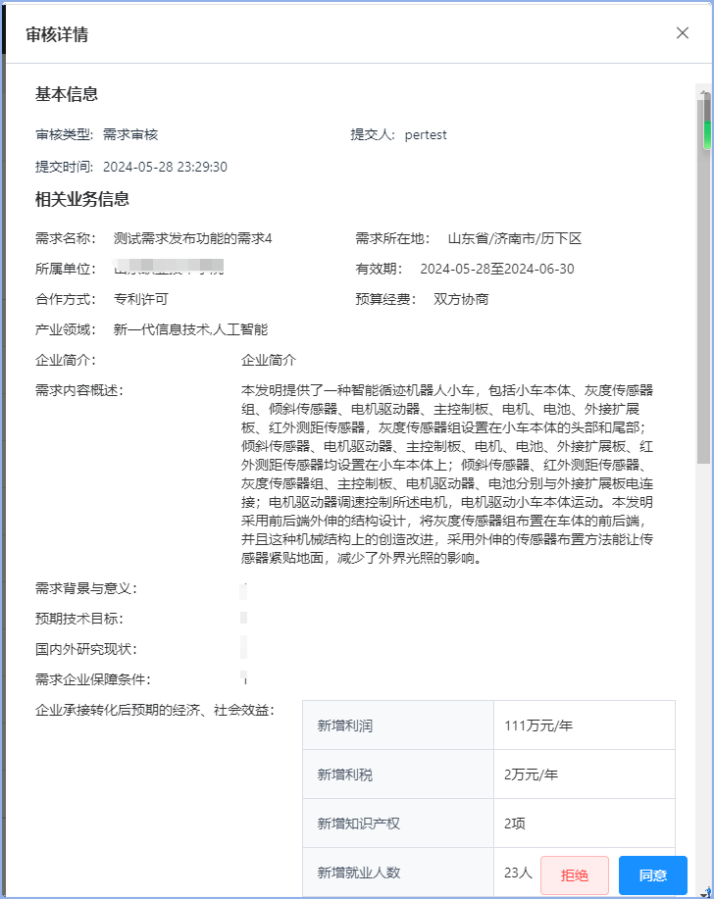 审核详情
基本信息
审核类型: 需求审核 提交人: pertest
提交时间: 2024-05-28 23:29:30
相关业务信息
需求名称: 测试需求发布功能的需求4 需求所在地: 山东省/济南市/历下区
所属单位: 有效期: 2024-05-28至2024-06-30
合作方式: 专利许可 预算经费: 双方协商
产业领域: 新一代信息技术,人工智能
企业简介: 企业简介
需求内容概述: 本发明提供了一种智能循迹机器人小车，包括小车本体、灰度传感器
组、倾斜传感器、电机驱动器、主控制板、电机、电池、外接扩展
板、红外测距传感器，灰度传感器组设置在小车本体的头部和尾部；
倾斜传感器、电机驱动器、主控制板、电机、电池、外接扩展板、红
外测距传感器均设置在小车本体上；倾斜传感器、红外测距传感器、
灰度传感器组、主控制板、电机驱动器、电池分别与外接扩展板电连
接；电机驱动器调速控制所述电机，电机驱动小车本体运动。本发明
采用前后端外伸的结构设计，将灰度传感器组布置在车体的前后端，
并且这种机械结构上的创造改进，采用外伸的传感器布置方法能让传
感器紧贴地面，减少了外界光照的影响。
需求背景与意义:
预期技术目标:
国内外研究现状:
需求企业保障条件:
企业承接转化后预期的经济、社会效益:
新增利润 111万元/年
新增利税 2万元/年
新增知识产权 2项
新增就业人数 23人
拒绝 同意